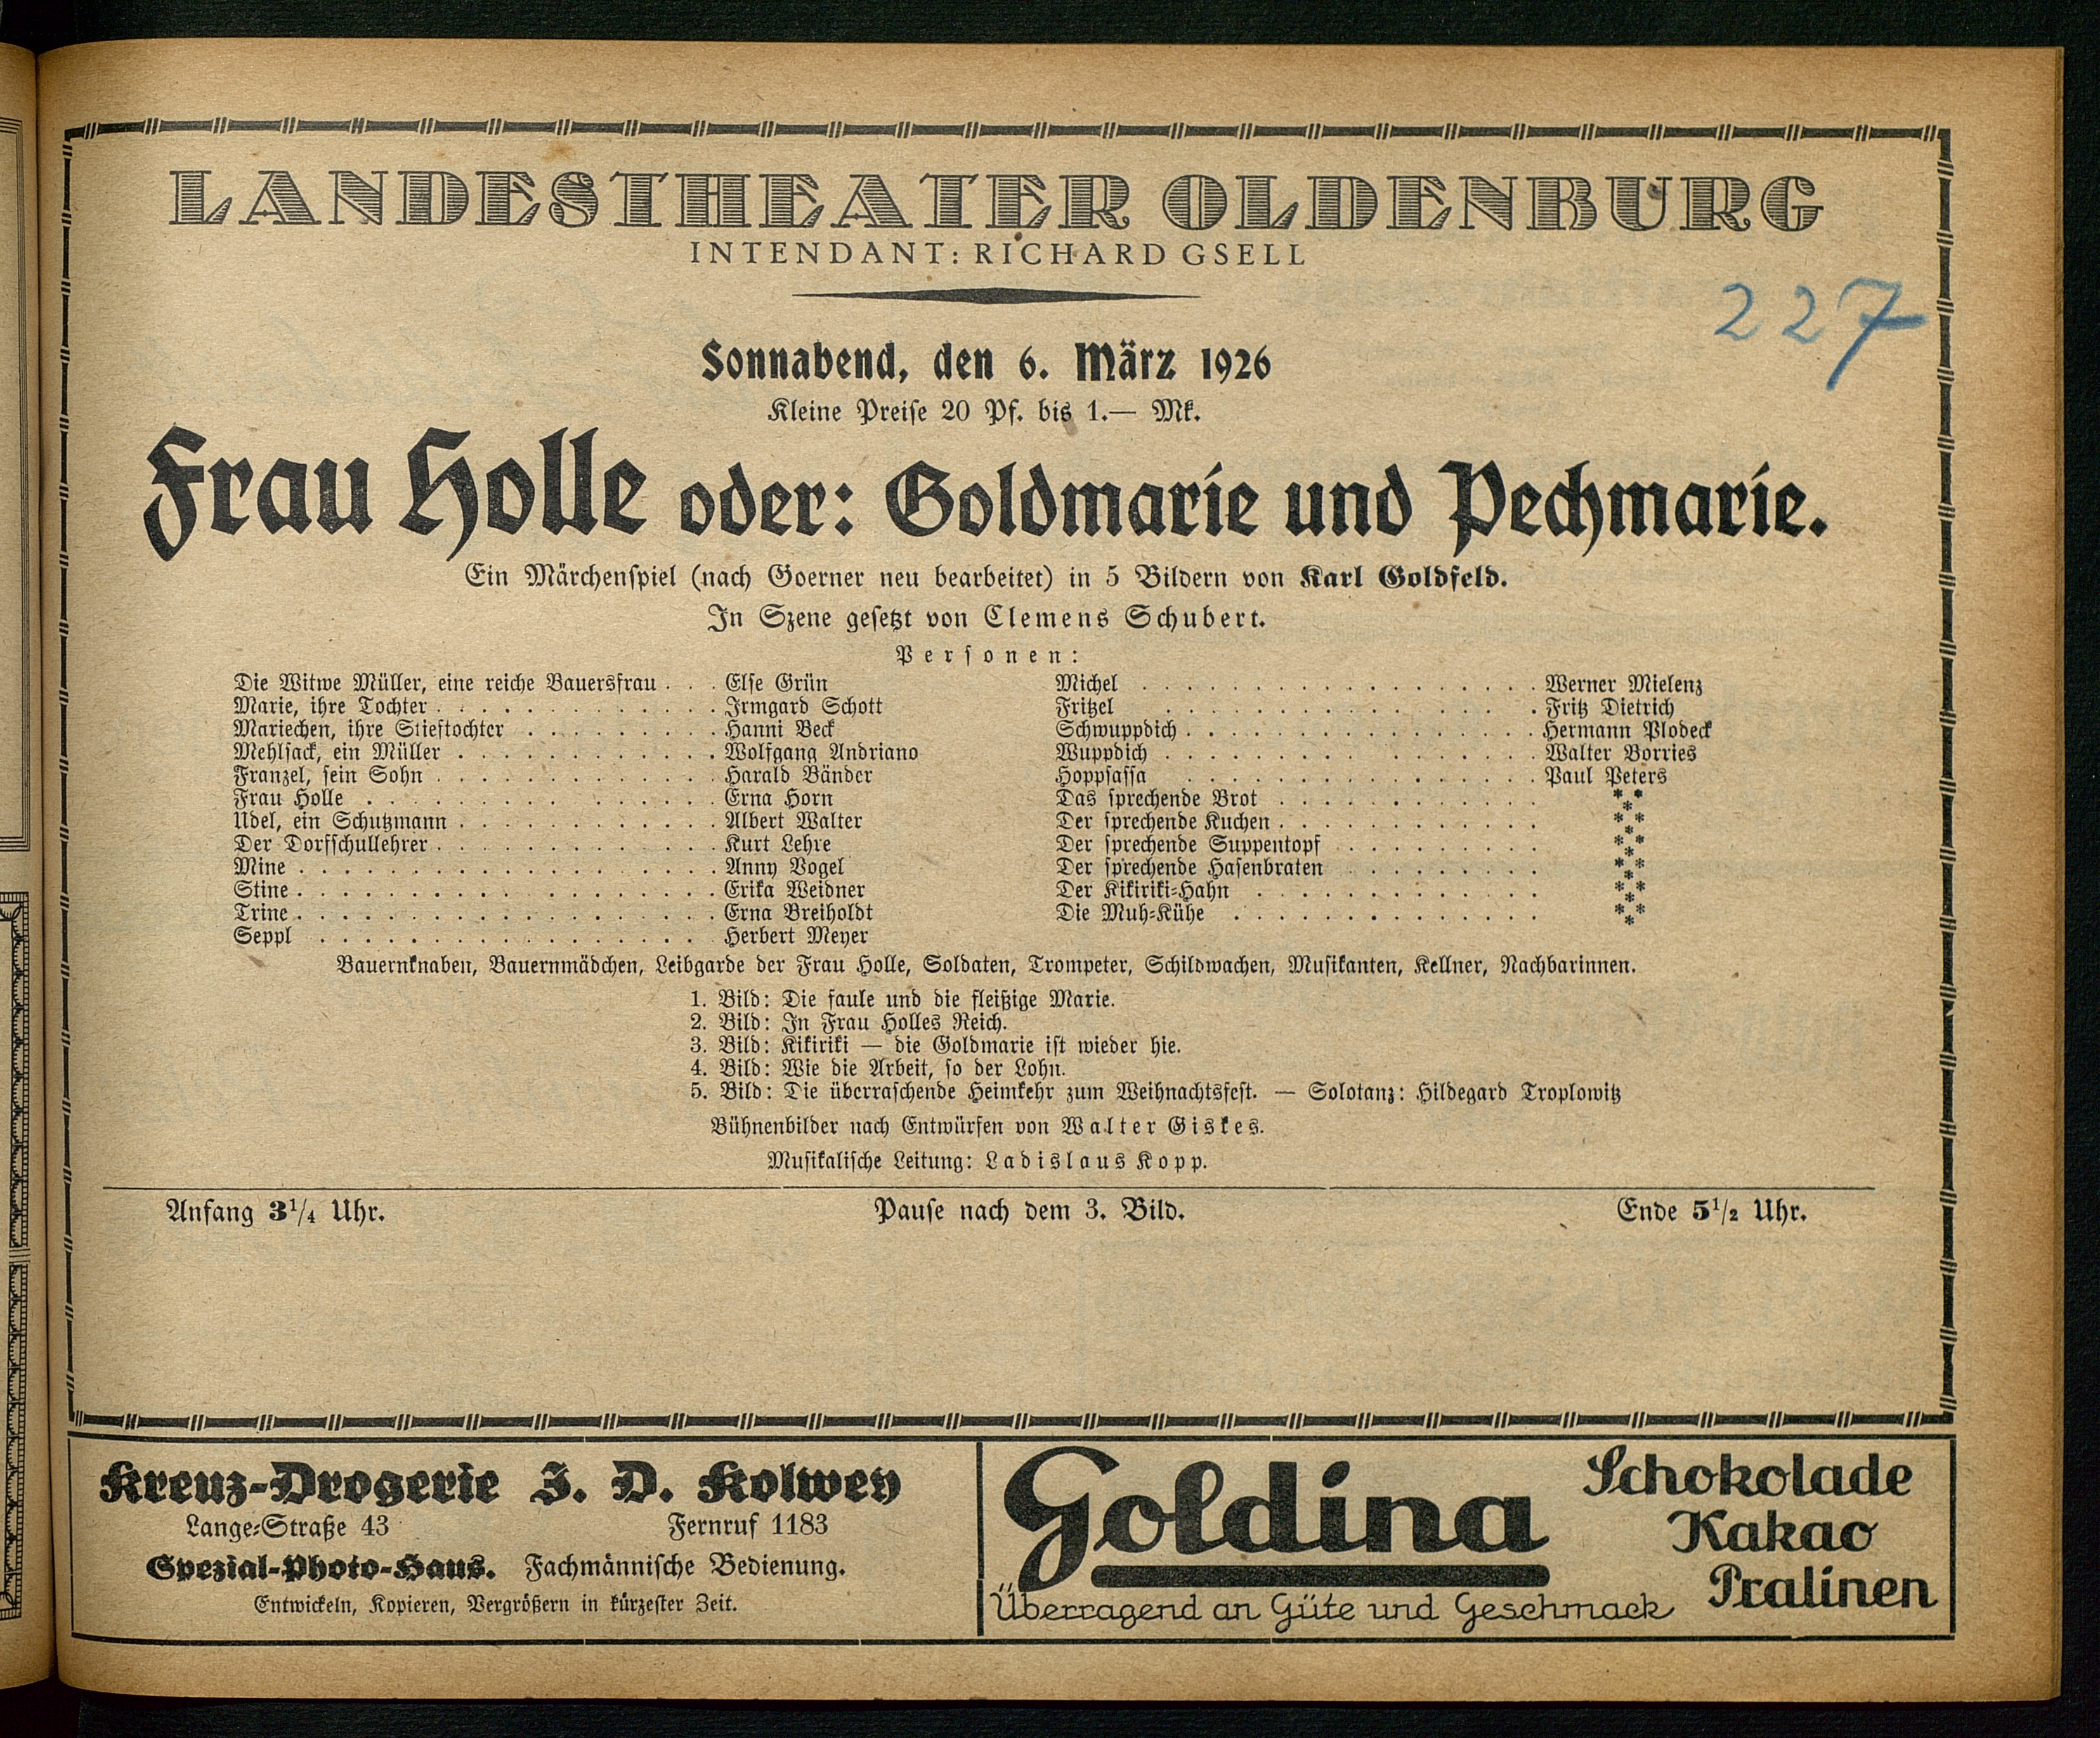 LANDESTHEATER OLDENBURG
INTENDANT: RICHARD GSELL
227
Sonnabend, den 6. März 1926
Kleine Preise 20 Pf. bis 1.— Mk.
Frau Holle oder: Goldmarie und Pechmarie.
Ein Märchenspiel (nach Goerner neu bearbeitet) in 5 Bildern von Karl Goldfeld.
In Szene gesetzt von Clemens Schubert.
Personen:
Die Witwe Müller, eine reiche Bauersfrau . . . Else Grün
Marie, ihre Tochter . . . Irmgard Schott
Mariechen, ihre Stieftochter . . . Hanni Beck
Mehlsack, ein Müller . . . Wolfgang Andriano
Franzel, sein Sohn . . . Harald Bänder
Frau Holle . . . Erna Horn
Udel, ein Schutzmann . . . Albert Walter
Der Dorfschullehrer . . . Kurt Lehre
Mine . . . Anny Vogel
Stine . . . Erika Weidner
Trine . . . Erna Breiholdt
Seppl . . . Herbert Meyer
Michel . . . Werner Mielenz
Fritzel . . . Fritz Dietrich
Schwuppdich . . . Hermann Plodeck
Wuppdich . . . Walter Borries
Hoppsassa . . . Paul Peters
Das sprechende Brot . . . * * *
Der sprechende Kuchen . . . * * *
Der sprechende Suppentopf . . . * * *
Der sprechende Hasenbraten . . . * * *
Der Kikiriki-Hahn . . . * * *
Die Muh-Kühe . . . * * *
Bauernknaben, Bauernmädchen, Leibgarde der Frau Holle, Soldaten, Trompeter, Schildwachen, Musikanten, Kellner, Nachbarinnen.
1. Bild: Die faule und die fleißige Marie.
2. Bild: In Frau Holles Reich.
3. Bild: Kikiriki — die Goldmarie ist wieder hie.
4. Bild: Wie die Arbeit, so der Lohn.
5. Bild: Die überraschende Heimkehr zum Weihnachtsfest. — Solotanz: Hildegard Troplowitz
Bühnenbilder nach Entwürfen von Walter Giskes.
Musikalische Leitung: Ladislaus Kopp.
Anfang 3¹/₄ Uhr. Pause nach dem 3. Bild. Ende 5¹/₂ Uhr.
Kreuz-Drogerie J. D. Kolwey
Lange-Straße 43 Fernruf 1183
Spezial-Photo-Haus. Fachmännische Bedienung.
Entwickeln, Kopieren, Vergrößern in kürzester Zeit.
Goldina
Schokolade
Kakao
Pralinen
Überragend an Güte und Geschmack